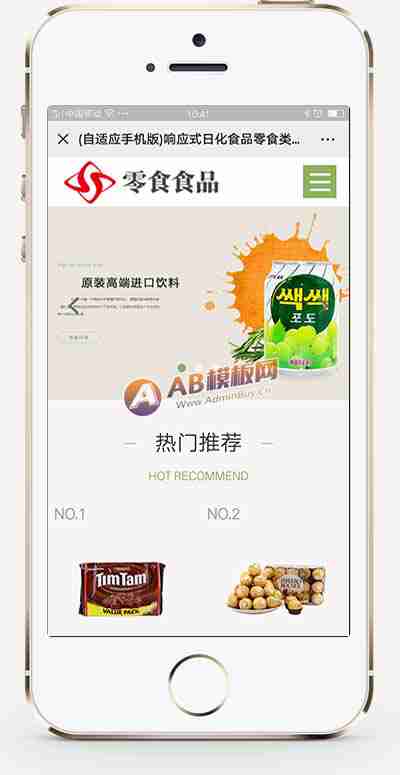 中国移动
10:41
(自适应手机版)响应式日化食品零食类...
零食食品
原装高端进口饮料
쌕쌕
포도
AB模板网
Www.AdminBuy.Cn
热门推荐
HOT RECOMMEND
NO.1
NO.2
TimTam
VALUE PACK